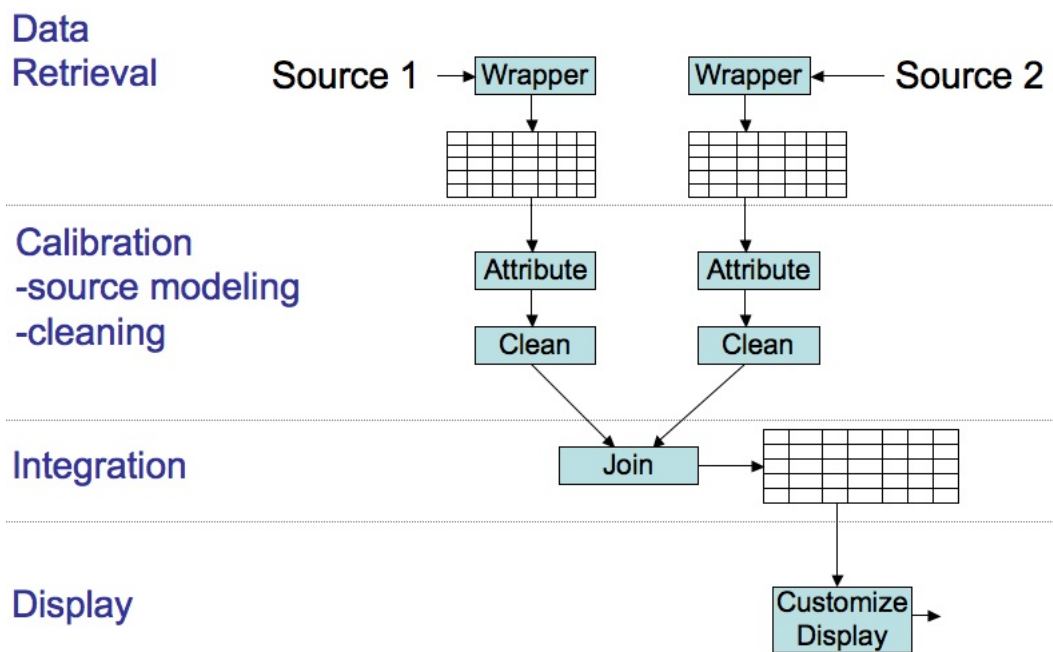 Data
Retrieval
Source 1
Wrapper
Wrapper
Source 2
Calibration
-source modeling
-cleaning
Attribute
Attribute
Clean
Clean
Integration
Join
Display
Customize
Display